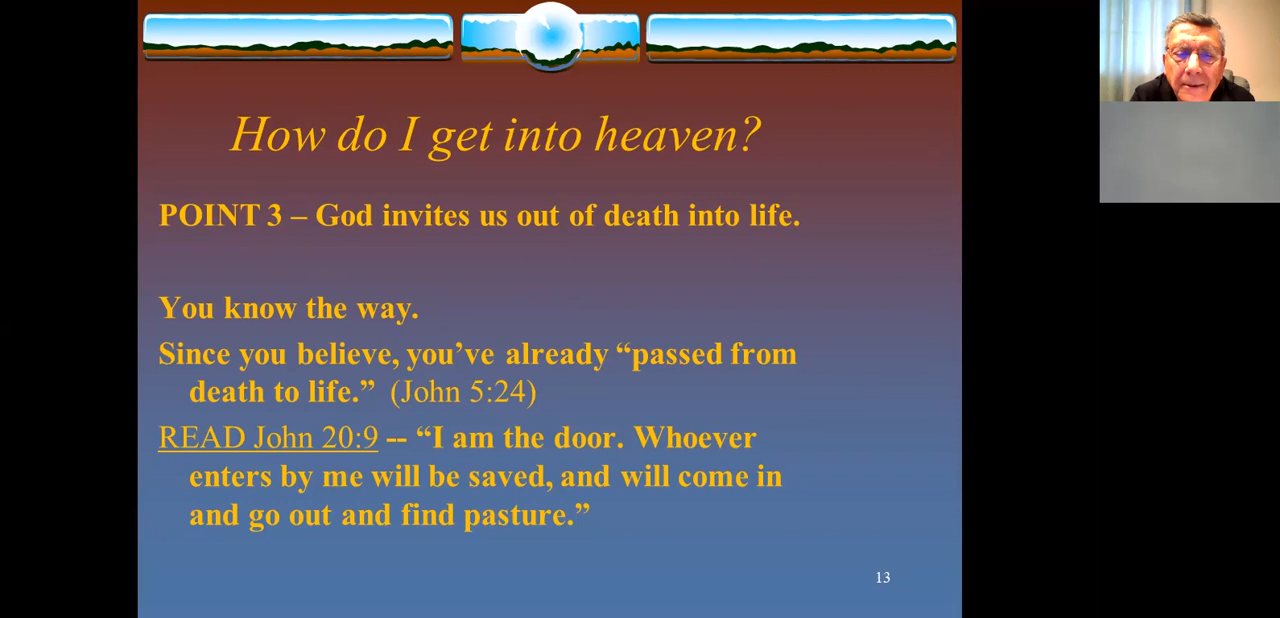 How do I get into heaven?
POINT 3 – God invites us out of death into life.
You know the way.
Since you believe, you’ve already “passed from
death to life.” (John 5:24)
READ John 20:9 -- “I am the door. Whoever
enters by me will be saved, and will come in
and go out and find pasture.”
13